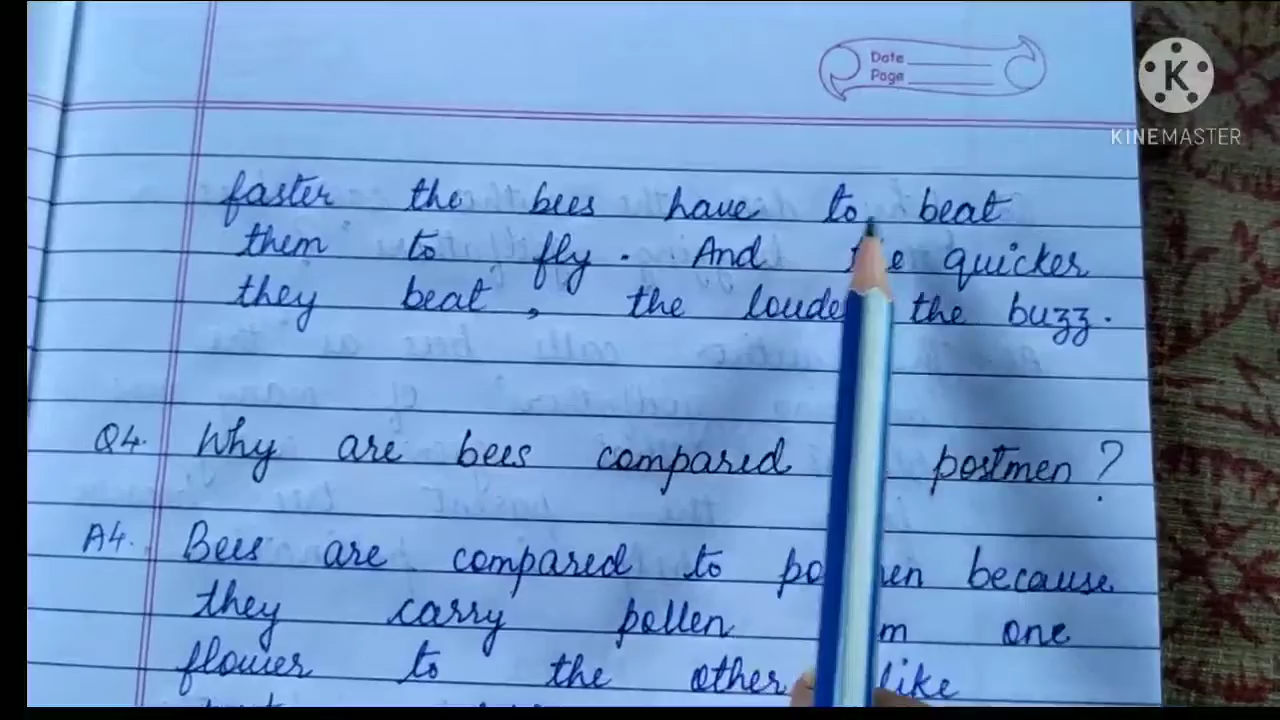 Date
Page
KINEMASTER
faster the bees have to beat
them to fly. And quicker
they beat, the the buzz.
Q4. Why are bees compared postmen?
A4. Bees are compared to because
they carry pollen one
flower to the other like